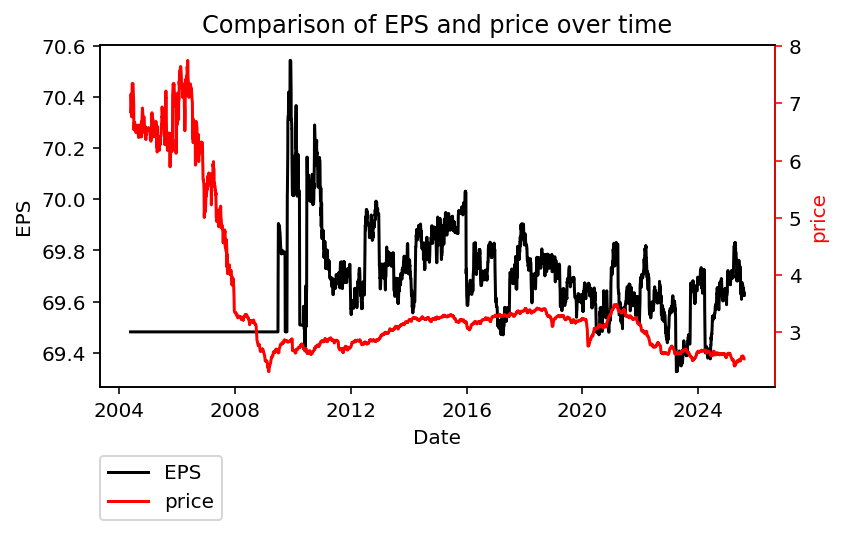 Comparison of EPS and price over time
70.6
70.4
70.2
70.0
69.8
69.6
69.4
EPS
8
7
6
5
4
3
price
2004 2008 2012 2016 2020 2024
Date
EPS
price